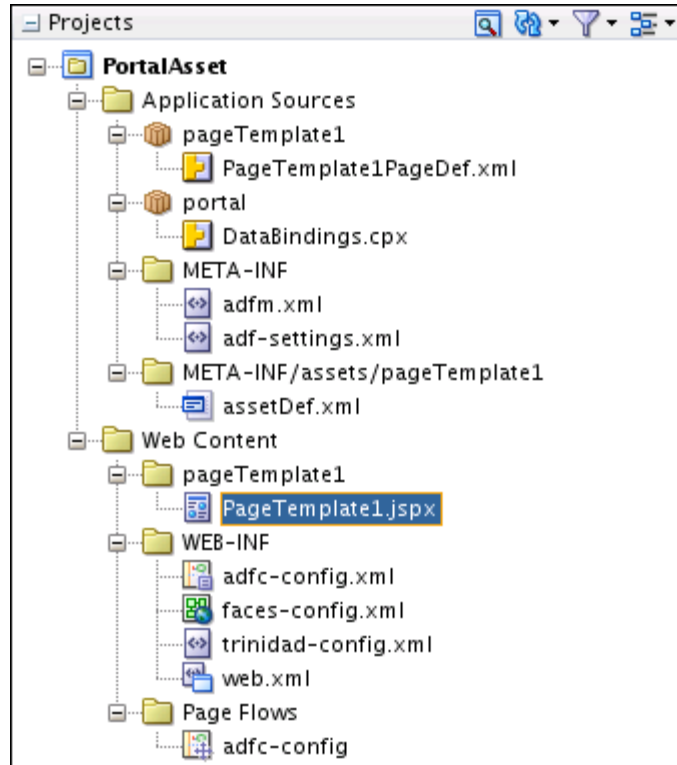 Projects
PortalAsset
Application Sources
pageTemplate1
PageTemplate1PageDef.xml
portal
DataBindings.cpx
META-INF
adfm.xml
adf-settings.xml
META-INF/assets/pageTemplate1
assetDef.xml
Web Content
pageTemplate1
PageTemplate1.jspx
WEB-INF
adfc-config.xml
faces-config.xml
trinidad-config.xml
web.xml
Page Flows
adfc-config